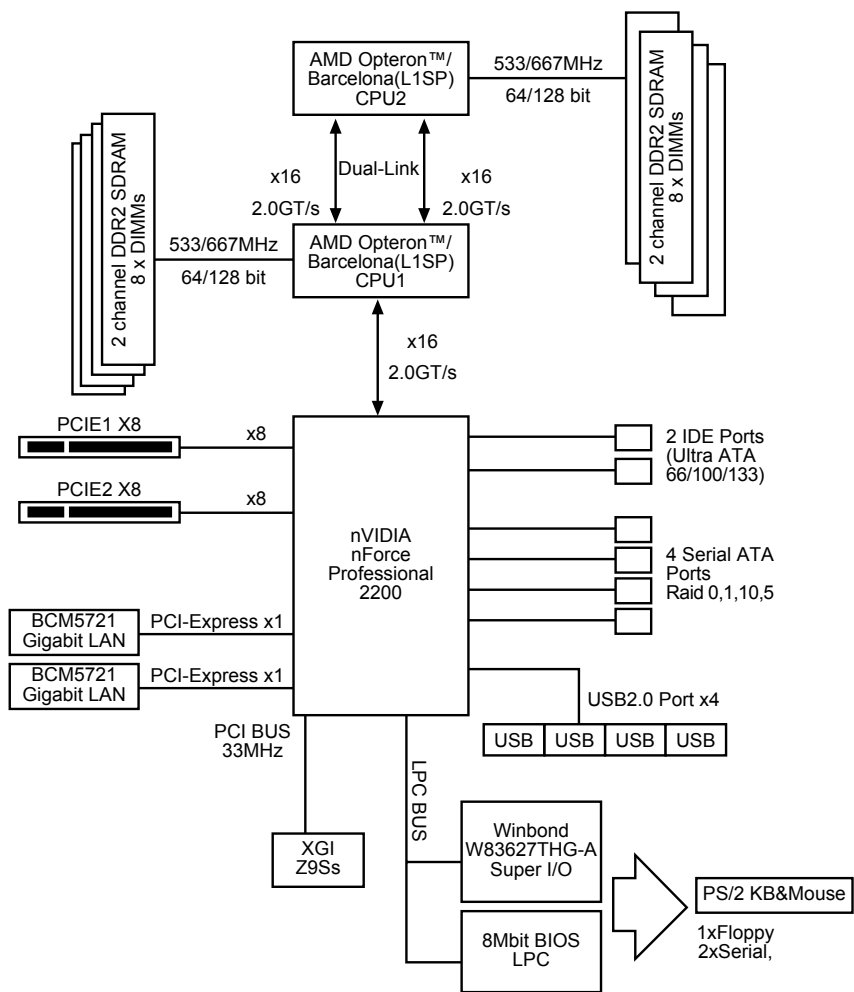 AMD Opteron™/
Barcelona(L1SP)
CPU2
533/667MHz
64/128 bit
2 channel DDR2 SDRAM
8 x DIMMs
x16
2.0GT/s
Dual-Link
x16
2.0GT/s
2 channel DDR2 SDRAM
8 x DIMMs
533/667MHz
64/128 bit
AMD Opteron™/
Barcelona(L1SP)
CPU1
x16
2.0GT/s
PCIE1 X8
x8
PCIE2 X8
x8
nVIDIA
nForce
Professional
2200
2 IDE Ports
(Ultra ATA
66/100/133)
4 Serial ATA
Ports
Raid 0,1,10,5
BCM5721
Gigabit LAN
PCI-Express x1
BCM5721
Gigabit LAN
PCI-Express x1
USB2.0 Port x4
USB
USB
USB
USB
PCI BUS
33MHz
LPC BUS
XGI
Z9Ss
Winbond
W83627THG-A
Super I/O
8Mbit BIOS
LPC
PS/2 KB&Mouse
1xFloppy
2xSerial,